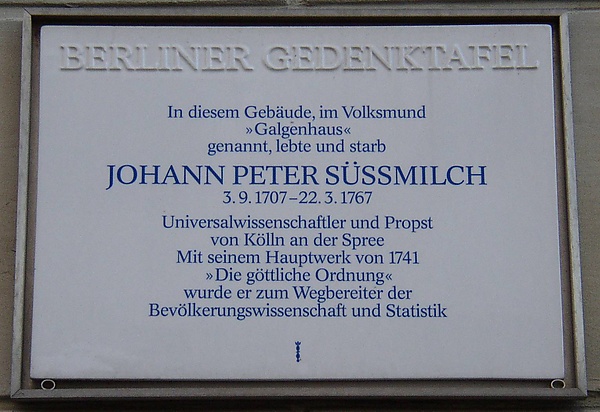 BERLINER GEDENKTAFEL
In diesem Gebäude, im Volksmund
»Galgenhaus«
genannt, lebte und starb
JOHANN PETER SÜSSMILCH
3. 9. 1707–22. 3. 1767
Universalwissenschaftler und Propst
von Kölln an der Spree
Mit seinem Hauptwerk von 1741
»Die göttliche Ordnung«
wurde er zum Wegbereiter der
Bevölkerungswissenschaft und Statistik